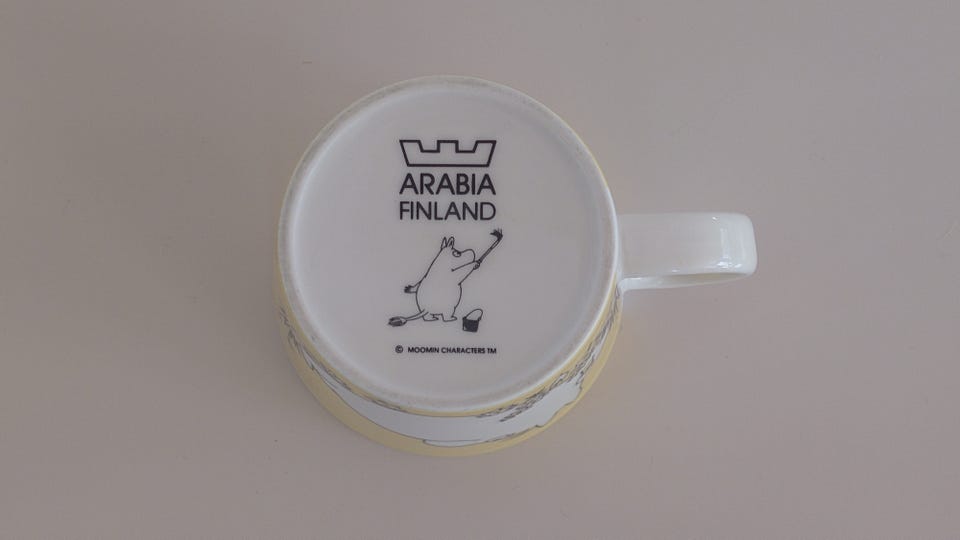 ARABIA
FINLAND
© MOOMIN CHARACTERS TM